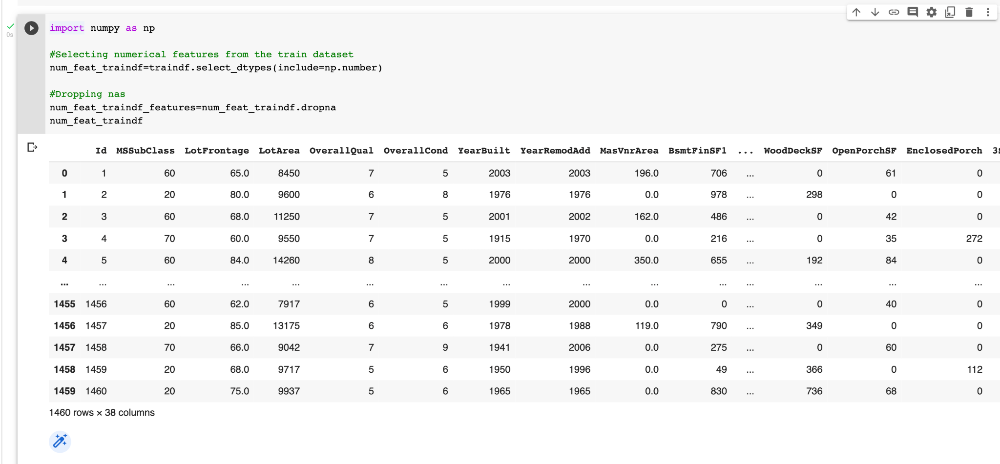 import numpy as np
0s
#Selecting numerical features from the train dataset
num_feat_traindf=traindf.select_dtypes(include=np.number)
#Dropping nas
num_feat_traindf_features=num_feat_traindf.dropna
num_feat_traindf
Id MSSubClass LotFrontage LotArea OverallQual OverallCond YearBuilt YearRemodAdd MasVnrArea BsmtFinSF1 ... WoodDeckSF OpenPorchSF EnclosedPorch 3S
0 1 60 65.0 8450 7 5 2003 2003 196.0 706 ... 0 61 0
1 2 20 80.0 9600 6 8 1976 1976 0.0 978 ... 298 0 0
2 3 60 68.0 11250 7 5 2001 2002 162.0 486 ... 0 42 0
3 4 70 60.0 9550 7 5 1915 1970 0.0 216 ... 0 35 272
4 5 60 84.0 14260 8 5 2000 2000 350.0 655 ... 192 84 0
... ... ... ... ... ... ... ... ... ... ... ... ... ... ...
1455 1456 60 62.0 7917 6 5 1999 2000 0.0 0 ... 0 40 0
1456 1457 20 85.0 13175 6 6 1978 1988 119.0 790 ... 349 0 0
1457 1458 70 66.0 9042 7 9 1941 2006 0.0 275 ... 0 60 0
1458 1459 20 68.0 9717 5 6 1950 1996 0.0 49 ... 366 0 112
1459 1460 20 75.0 9937 5 6 1965 1965 0.0 830 ... 736 68 0
1460 rows × 38 columns